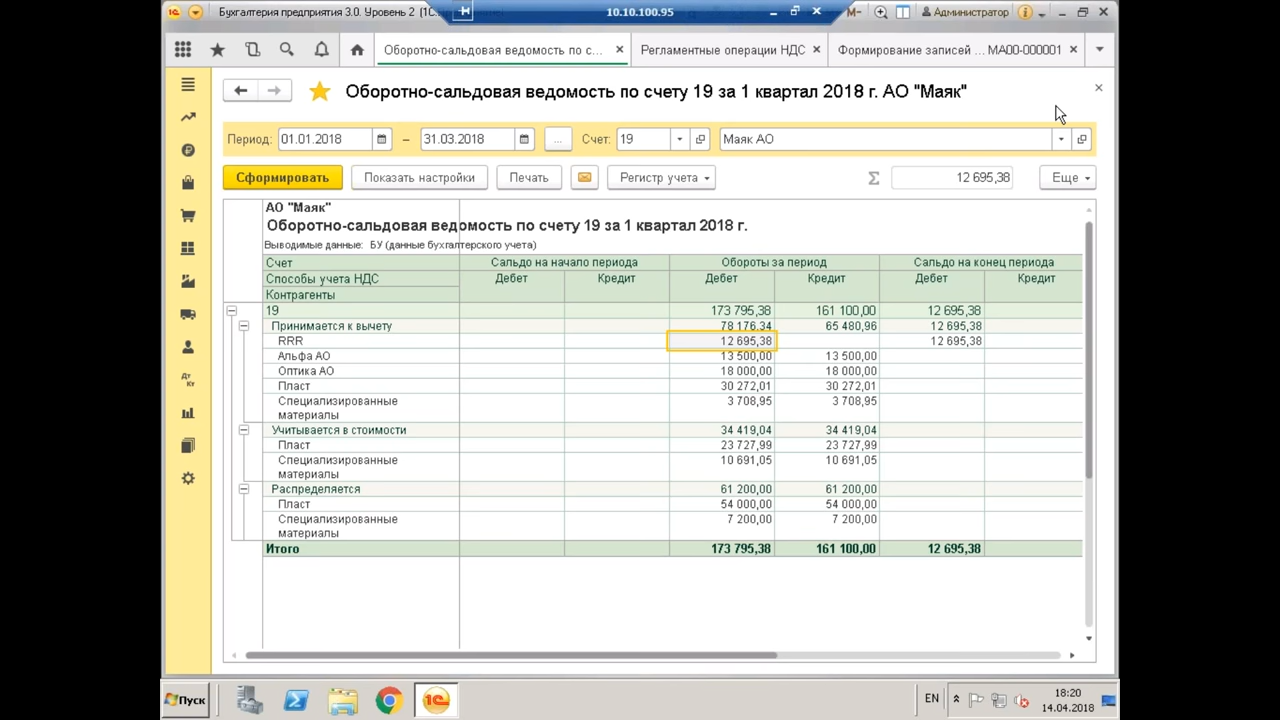 Бухгалтерия предприятия 3.0. Уровень 2 (1С:
10.10.100.95
M-
Администратор
Оборотно-сальдовая ведомость по с...
Регламентные операции НДС
Формирование записей ... МА00-000001
Оборотно-сальдовая ведомость по счету 19 за 1 квартал 2018 г. АО "Маяк"
Период: 01.01.2018 – 31.03.2018 ... Счет: 19 Маяк АО
Сформировать Показать настройки Печать Регистр учета Σ 12 695,38 Еще
АО "Маяк"
Оборотно-сальдовая ведомость по счету 19 за 1 квартал 2018 г.
Выводимые данные: БУ (данные бухгалтерского учета)
Счет Сальдо на начало периода Обороты за период Сальдо на конец периода
Способы учета НДС Дебет Кредит Дебет Кредит Дебет Кредит
Контрагенты
19 173 795,38 161 100,00 12 695,38
Принимается к вычету 78 176,34 65 480,96 12 695,38
RRR 12 695,38 12 695,38
Альфа АО 13 500,00 13 500,00
Оптика АО 18 000,00 18 000,00
Пласт 30 272,01 30 272,01
Специализированные 3 708,95 3 708,95
материалы
Учитывается в стоимости 34 419,04 34 419,04
Пласт 23 727,99 23 727,99
Специализированные 10 691,05 10 691,05
материалы
Распределяется 61 200,00 61 200,00
Пласт 54 000,00 54 000,00
Специализированные 7 200,00 7 200,00
материалы
Итого 173 795,38 161 100,00 12 695,38
Дт
Кт
Пуск
1С
EN
18:20
14.04.2018